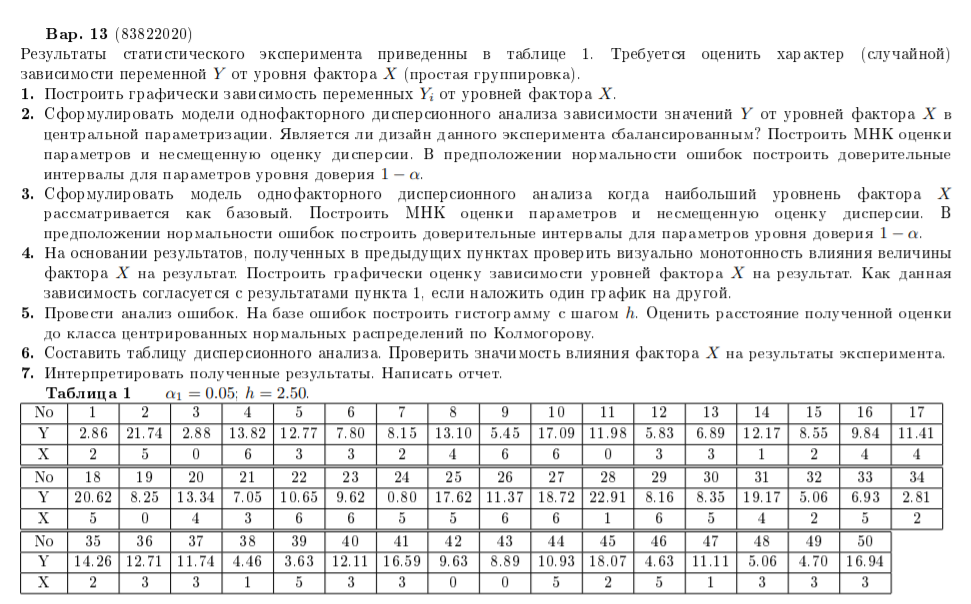 Вар. 13 (83822020)
Результаты статистического эксперимента приведенны в таблице 1. Требуется оценить характер (случайной)
зависимости переменной Y от уровня фактора X (простая группировка).
1. Построить графически зависимость переменных Yi от уровней фактора X.
2. Сформулировать модели однофакторного дисперсионного анализа зависимости значений Y от уровней фактора X в
центральной параметризации. Является ли дизайн данного эксперимента сбалансированным? Построить МНК оценки
параметров и несмещенную оценку дисперсии. В предположении нормальности ошибок построить доверительные
интервалы для параметров уровня доверия 1 − α.
3. Сформулировать модель однофакторного дисперсионного анализа когда наибольший уровнень фактора X
рассматривается как базовый. Построить МНК оценки параметров и несмещенную оценку дисперсии. В
предположении нормальности ошибок построить доверительные интервалы для параметров уровня доверия 1 − α.
4. На основании результатов, полученных в предыдущих пунктах проверить визуально монотонность влияния величины
фактора X на результат. Построить графически оценку зависимости уровней фактора X на результат. Как данная
зависимость согласуется с результатами пункта 1, если наложить один график на другой.
5. Провести анализ ошибок. На базе ошибок построить гистограмму с шагом h. Оценить расстояние полученной оценки
до класса центрированных нормальных распределений по Колмогорову.
6. Составить таблицу дисперсионного анализа. Проверить значимость влияния фактора X на результаты эксперимента.
7. Интерпретировать полученные результаты. Написать отчет.
Таблица 1 α1 = 0.05; h = 2.50.
No 1 2 3 4 5 6 7 8 9 10 11 12 13 14 15 16 17
Y 2.86 21.74 2.88 13.82 12.77 7.80 8.15 13.10 5.45 17.09 11.98 5.83 6.89 12.17 8.55 9.84 11.41
X 2 5 0 6 3 3 2 4 6 6 0 3 3 1 2 4 4
No 18 19 20 21 22 23 24 25 26 27 28 29 30 31 32 33 34
Y 20.62 8.25 13.34 7.05 10.65 9.62 0.80 17.62 11.37 18.72 22.91 8.16 8.35 19.17 5.06 6.93 2.81
X 5 0 4 3 6 6 5 5 6 6 1 6 5 4 2 5 2
No 35 36 37 38 39 40 41 42 43 44 45 46 47 48 49 50
Y 14.26 12.71 11.74 4.46 3.63 12.11 16.59 9.63 8.89 10.93 18.07 4.63 11.11 5.06 4.70 16.94
X 2 3 3 1 5 3 3 0 0 5 2 5 1 3 3 3